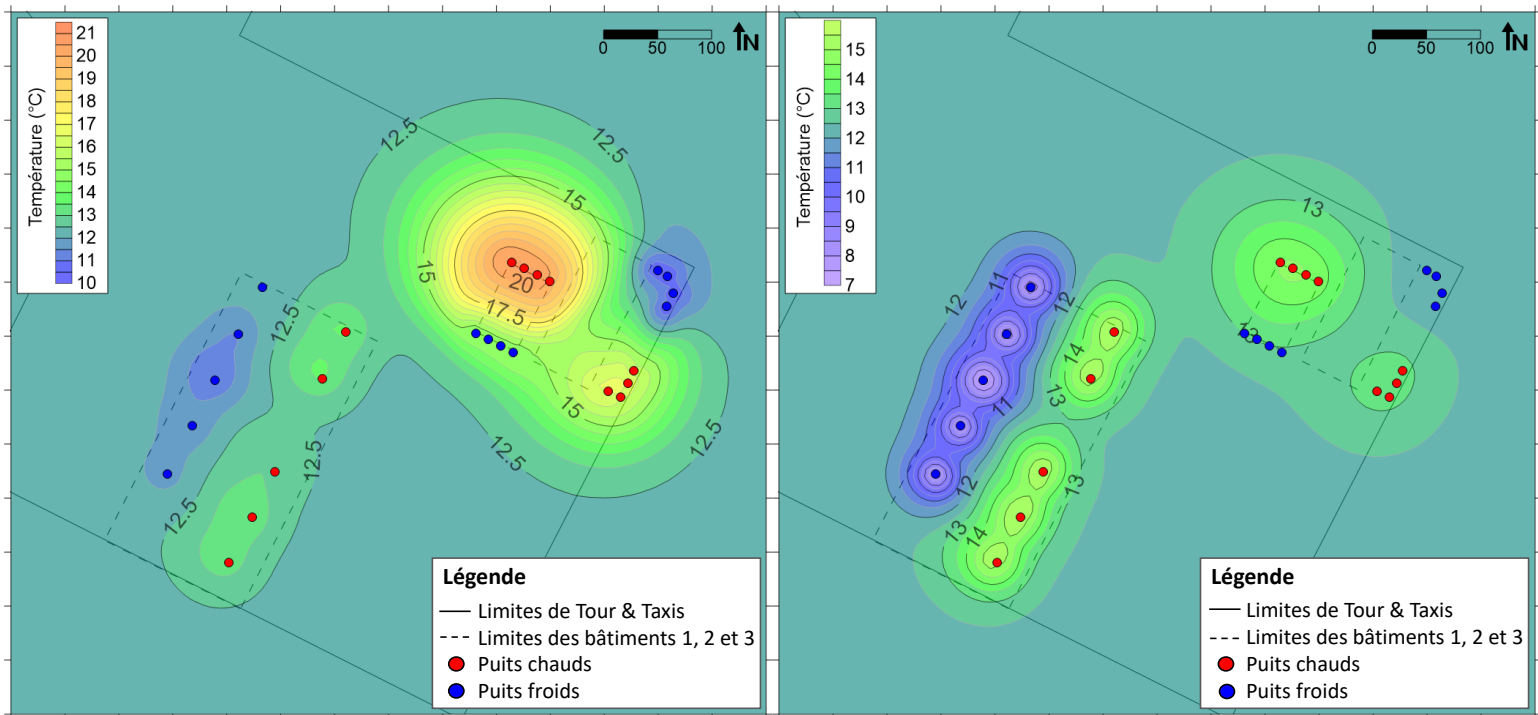 Température (°C)
21
20
19
18
17
16
15
14
13
12
11
10
0 50 100
N
12.5
12.5
15
15
20
17.5
12.5
15
12.5
12.5
12.5
12.5
Légende
Limites de Tour & Taxis
Limites des bâtiments 1, 2 et 3
Puits chauds
Puits froids
Température (°C)
15
14
13
12
11
10
9
8
7
0 50 100
N
13
12
11
12
13
14
13
11
12
13
13
14
Légende
Limites de Tour & Taxis
Limites des bâtiments 1, 2 et 3
Puits chauds
Puits froids